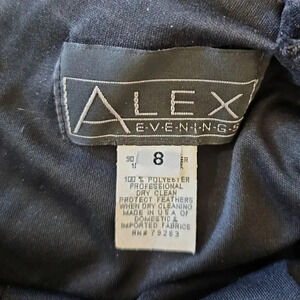 ALEX
E·V·E·N·I·N·G·S
8
100% POLYESTER
PROFESSIONAL
DRY CLEAN
PROTECT FEATHERS
WHEN DRY CLEANING
MADE IN U S A OF
DOMESTIC &
IMPORTED FABRICS
RN# 79263